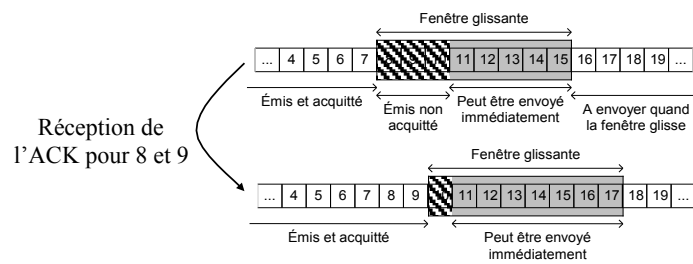 Fenêtre glissante
... 4 5 6 7 11 12 13 14 15 16 17 18 19 ...
Émis et acquitté
Émis non acquitté
Peut être envoyé immédiatement
A envoyer quand la fenêtre glisse
Réception de
l'ACK pour 8 et 9
Fenêtre glissante
... 4 5 6 7 8 9 11 12 13 14 15 16 17 18 19 ...
Émis et acquitté
Peut être envoyé
immédiatement